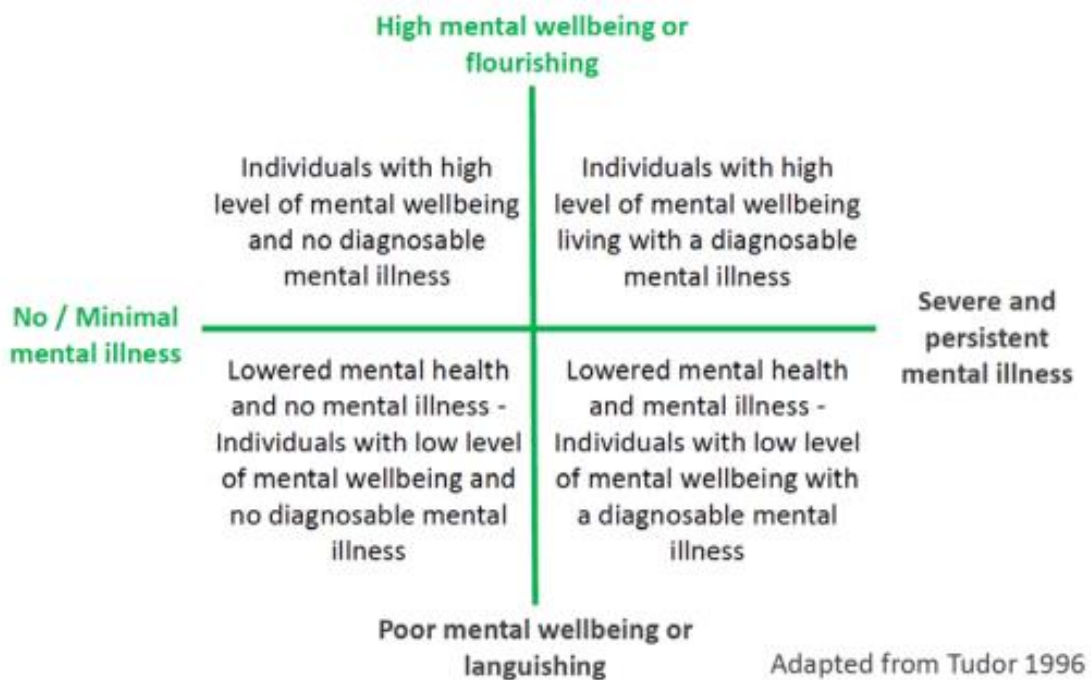 High mental wellbeing or
flourishing
Individuals with high
level of mental wellbeing
and no diagnosable
mental illness
Individuals with high
level of mental wellbeing
living with a diagnosable
mental illness
No / Minimal
mental illness
Severe and
persistent
mental illness
Lowered mental health
and no mental illness -
Individuals with low level
of mental wellbeing and
no diagnosable mental
illness
Lowered mental health
and mental illness -
Individuals with low level
of mental wellbeing with
a diagnosable mental
illness
Poor mental wellbeing or
languishing
Adapted from Tudor 1996